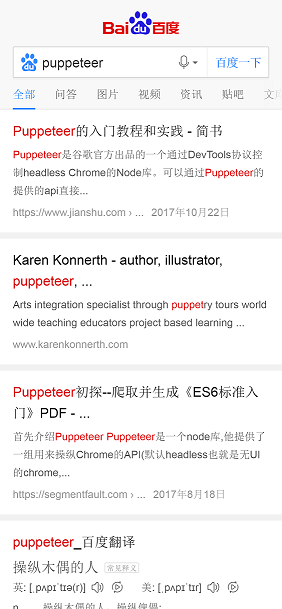 Bai du 百度
puppeteer 百度一下
全部 问答 图片 视频 资讯 贴吧 文
Puppeteer的入门教程和实践 - 简书
Puppeteer是谷歌官方出品的一个通过DevTools协议控
制headless Chrome的Node库。可以通过Puppeteer的
提供的api直接...
https://www.jianshu.com › ... 2017年10月22日
Karen Konnerth - author, illustrator,
puppeteer, ...
Arts integration specialist through puppetry tours world
wide teaching educators project based learning ...
www.karenkonnerth.com
Puppeteer初探--爬取并生成《ES6标准入
门》PDF - ...
首先介绍Puppeteer Puppeteer是一个node库,他提供了
一组用来操纵Chrome的API(默认headless也就是无UI
的chrome,...
https://segmentfault.com › ... 2017年8月18日
puppeteer_百度翻译
操纵木偶的人 常见释义
英: [ˌpʌpɪˈtɪə(r)] 美: [ˌpʌpɪˈtɪr]
n. 操纵木偶的人，操纵傀儡;